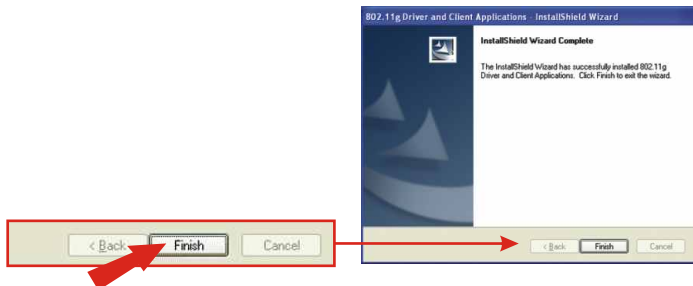 802.11g Driver and Client Applications - InstallShield Wizard
InstallShield Wizard Complete
The InstallShield Wizard has successfully installed 802.11g
Driver and Client Applications. Click Finish to exit the wizard.
< Back Finish Cancel
< Back Finish Cancel